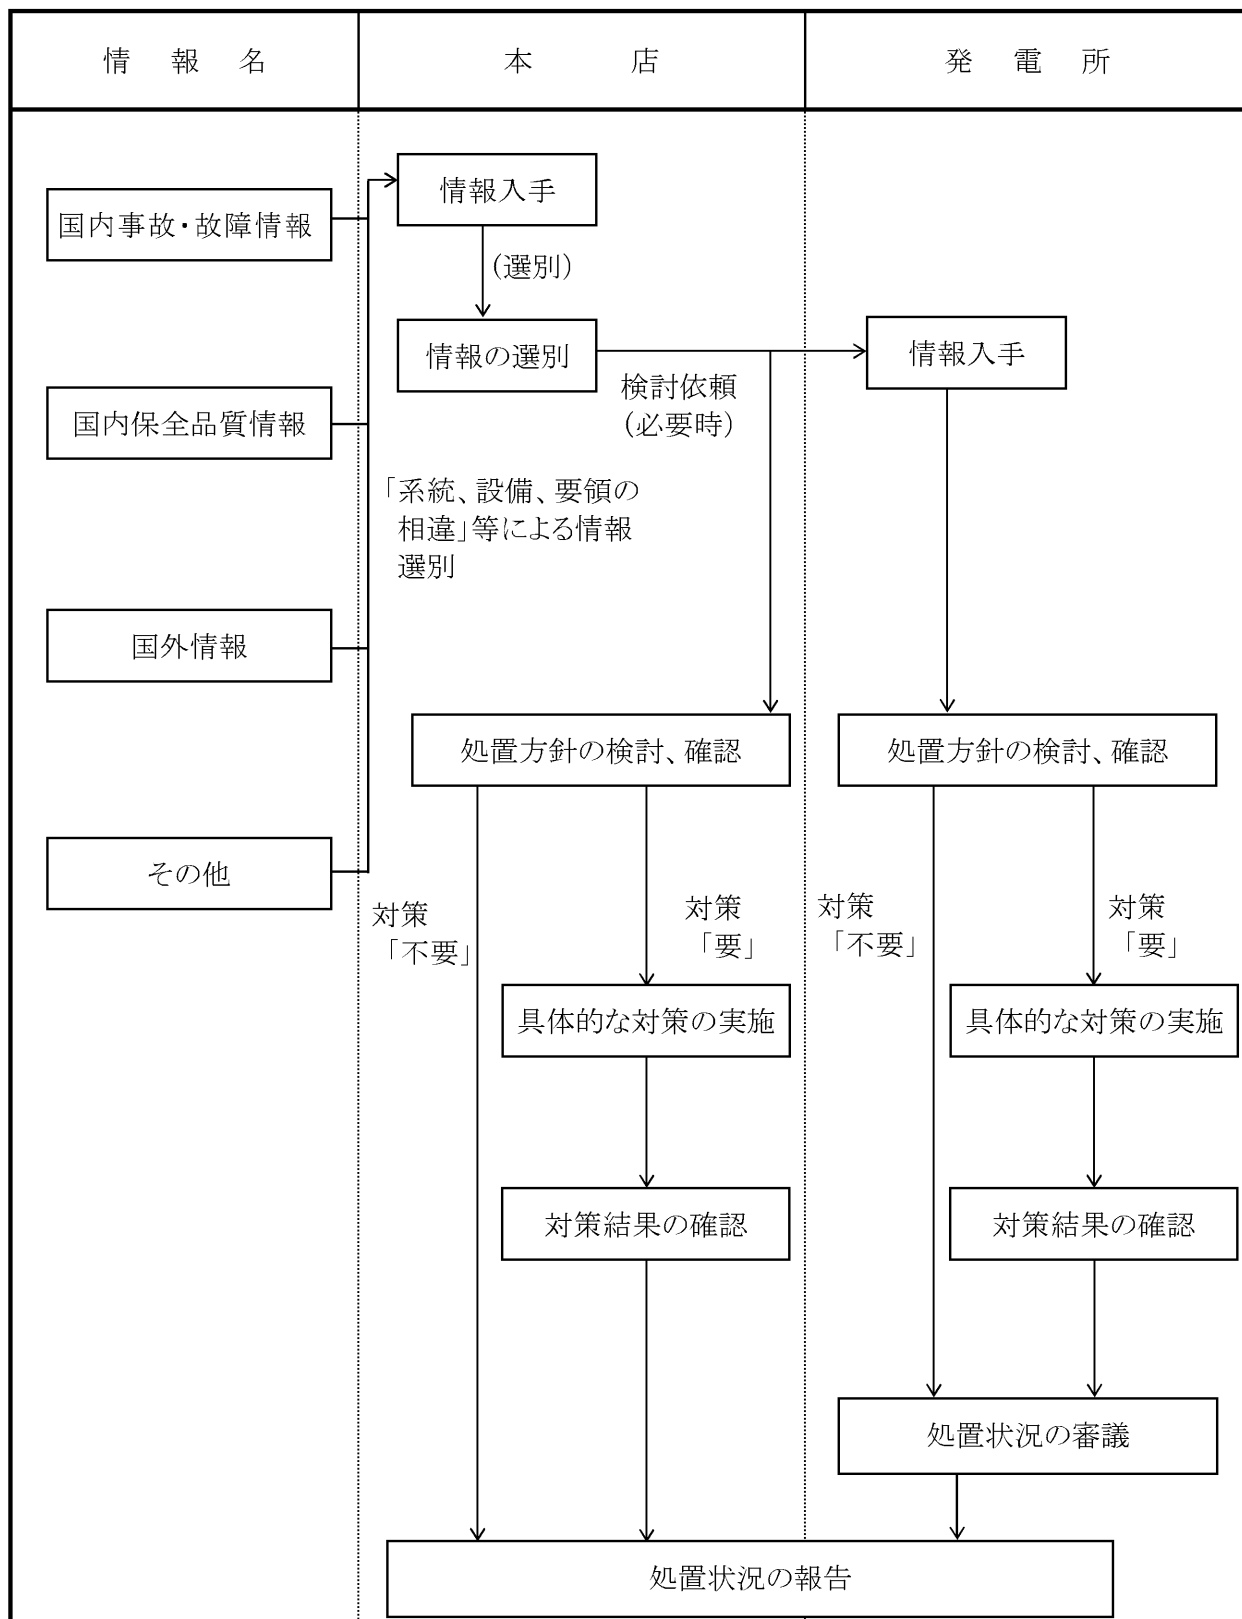 情報名
本店
発電所
情報入手
国内事故・故障情報
(選別)
情報の選別
情報入手
検討依頼
(必要時)
国内保全品質情報
「系統、設備、要領の
相違」等による情報
選別
国外情報
処置方針の検討、確認
処置方針の検討、確認
その他
対策
「不要」
対策
「要」
対策
「不要」
対策
「要」
具体的な対策の実施
具体的な対策の実施
対策結果の確認
対策結果の確認
処置状況の審議
処置状況の報告